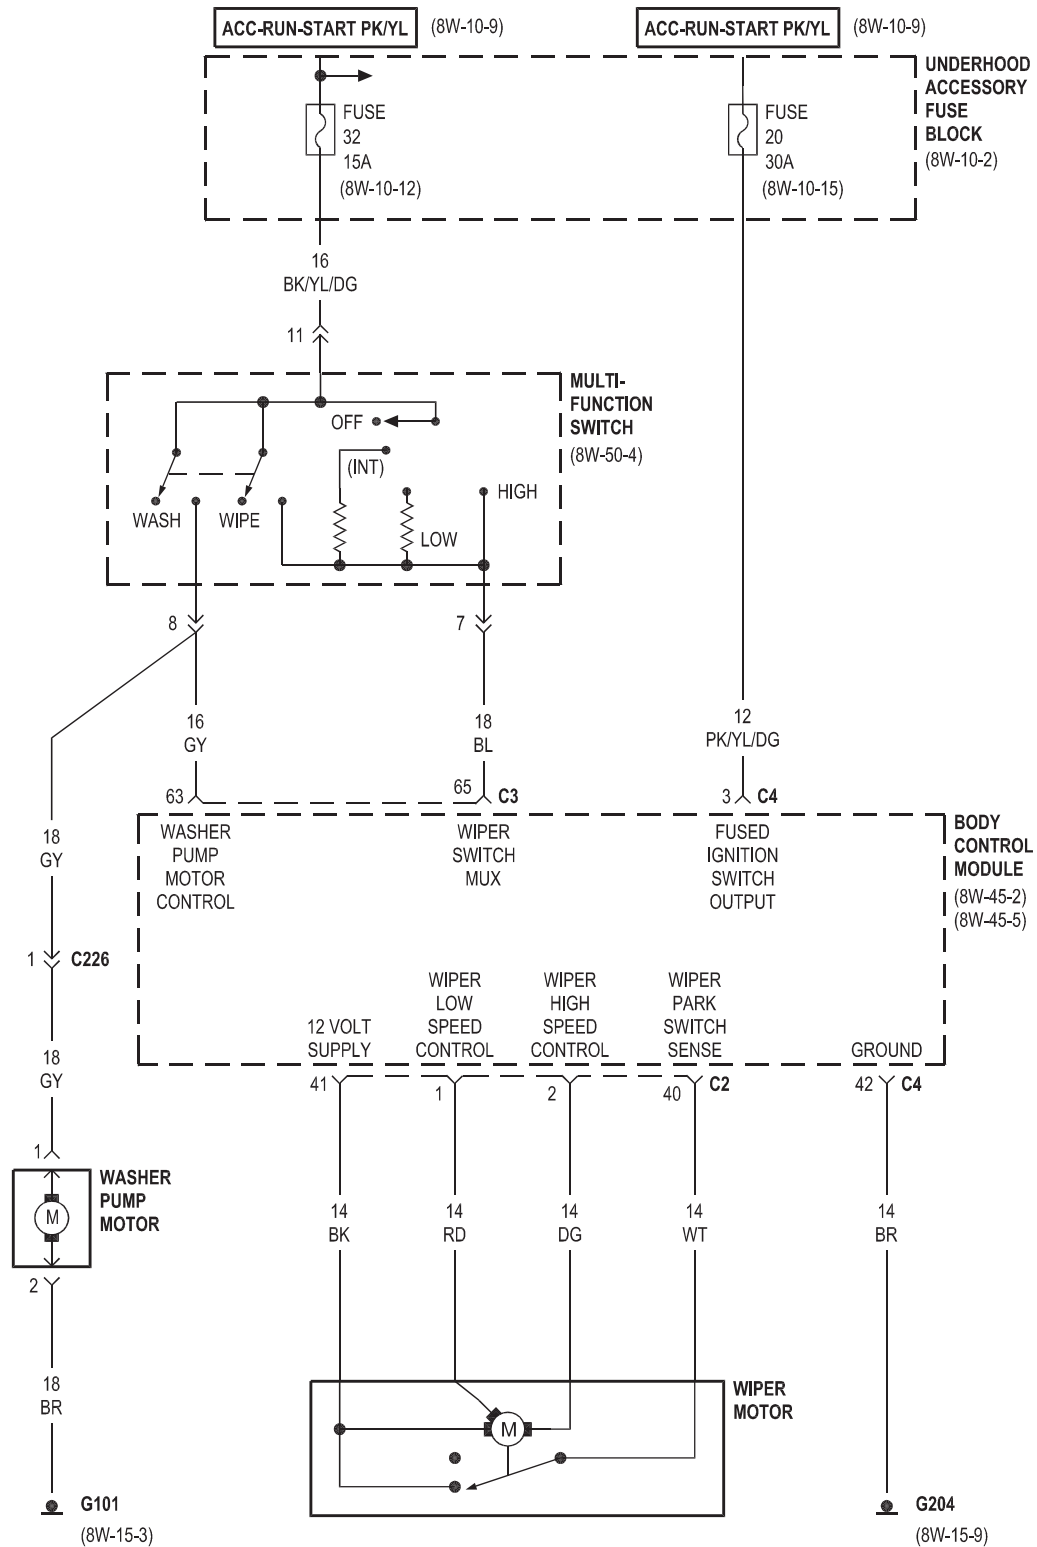 ACC-RUN-START PK/YL
(8W-10-9)
ACC-RUN-START PK/YL
(8W-10-9)
UNDERHOOD
ACCESSORY
FUSE
BLOCK
(8W-10-2)
FUSE
32
15A
(8W-10-12)
FUSE
20
30A
(8W-10-15)
16
BK/YL/DG
11
MULTI-
FUNCTION
SWITCH
(8W-50-4)
OFF
(INT)
HIGH
WASH
WIPE
LOW
8
7
16
GY
18
BL
12
PK/YL/DG
63
65
C3
3
C4
WASHER
PUMP
MOTOR
CONTROL
WIPER
SWITCH
MUX
FUSED
IGNITION
SWITCH
OUTPUT
BODY
CONTROL
MODULE
(8W-45-2)
(8W-45-5)
18
GY
1
C226
12 VOLT
SUPPLY
WIPER
LOW
SPEED
CONTROL
WIPER
HIGH
SPEED
CONTROL
WIPER
PARK
SWITCH
SENSE
GROUND
18
GY
41
1
2
40
C2
42
C4
1
WASHER
PUMP
MOTOR
M
2
14
BK
14
RD
14
DG
14
WT
14
BR
18
BR
WIPER
MOTOR
M
G101
(8W-15-3)
G204
(8W-15-9)